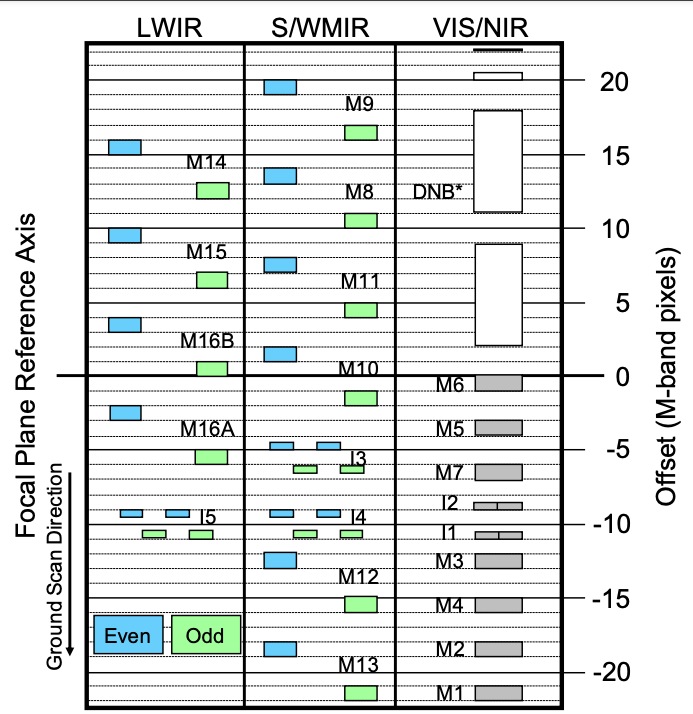 LWIR S/WMIR VIS/NIR
20
M9
15
M14
M8
DNB*
10
M15
M11
5
M16B
M10
0
M6
M16A
M5
-5
I3
M7
I2
I5
I4
-10
I1
M3
M12
-15
M4
Even Odd
M2
M13
-20
M1
Focal Plane Reference Axis
Ground Scan Direction
Offset (M-band pixels)